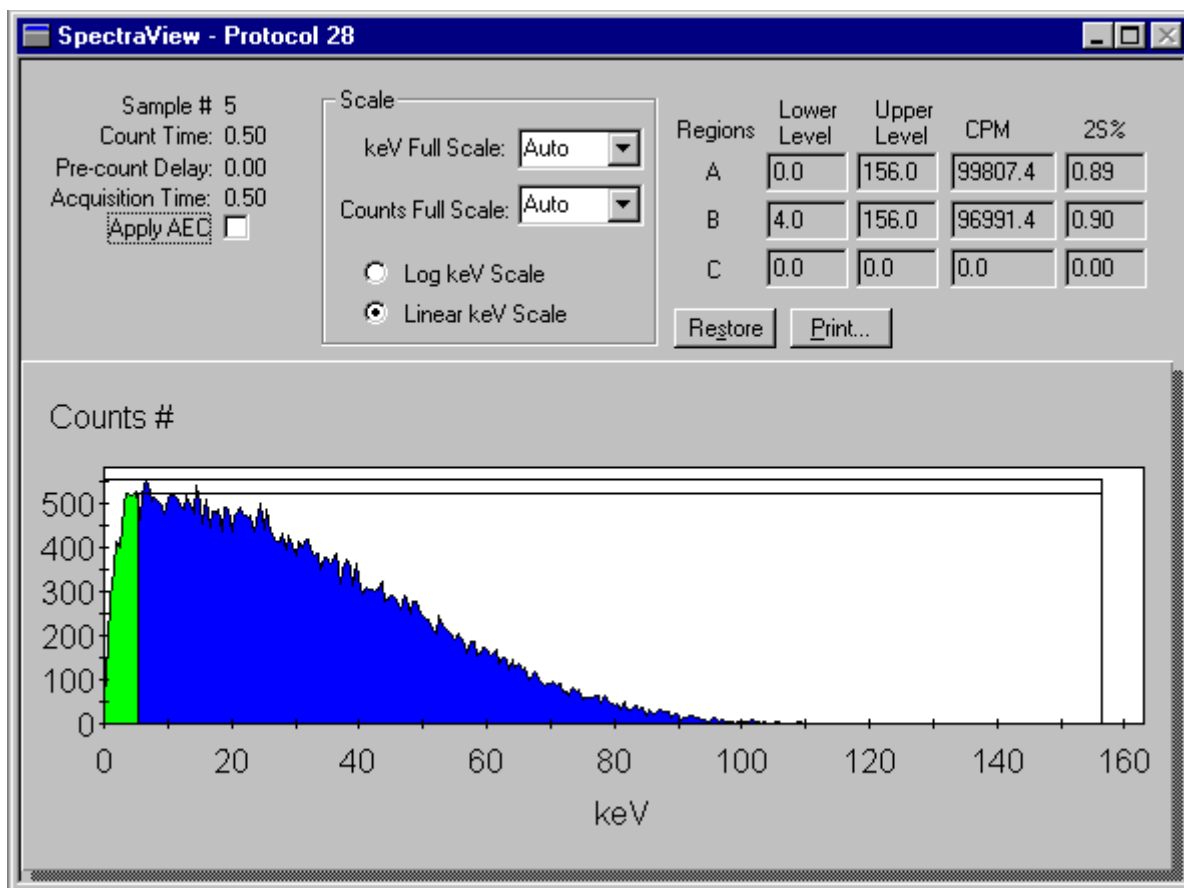 SpectraView - Protocol 28
Sample # 5
Count Time: 0.50
Pre-count Delay: 0.00
Acquisition Time: 0.50
Apply AEC
Scale
keV Full Scale: Auto
Counts Full Scale: Auto
Log keV Scale
Linear keV Scale
Regions Lower Level Upper Level CPM 2S%
A 0.0 156.0 99807.4 0.89
B 4.0 156.0 96991.4 0.90
C 0.0 0.0 0.0 0.00
Restore Print...
Counts #
500
400
300
200
100
0
0 20 40 60 80 100 120 140 160
keV